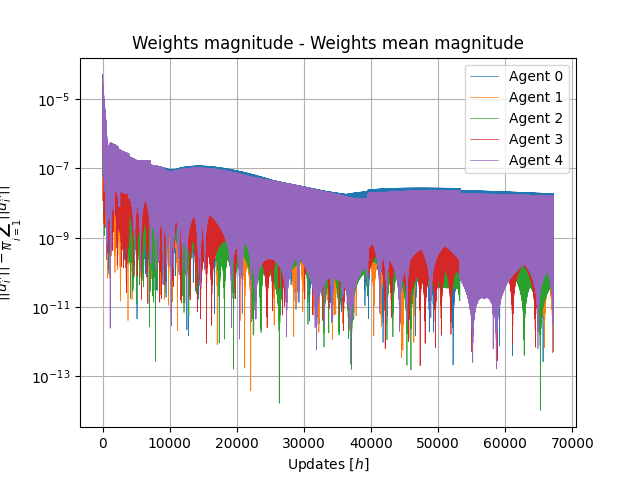 Weights magnitude - Weights mean magnitude
Agent 0
Agent 1
Agent 2
Agent 3
Agent 4
10⁻⁵
10⁻⁷
10⁻⁹
10⁻¹¹
10⁻¹³
0 10000 20000 30000 40000 50000 60000 70000
Updates [h]